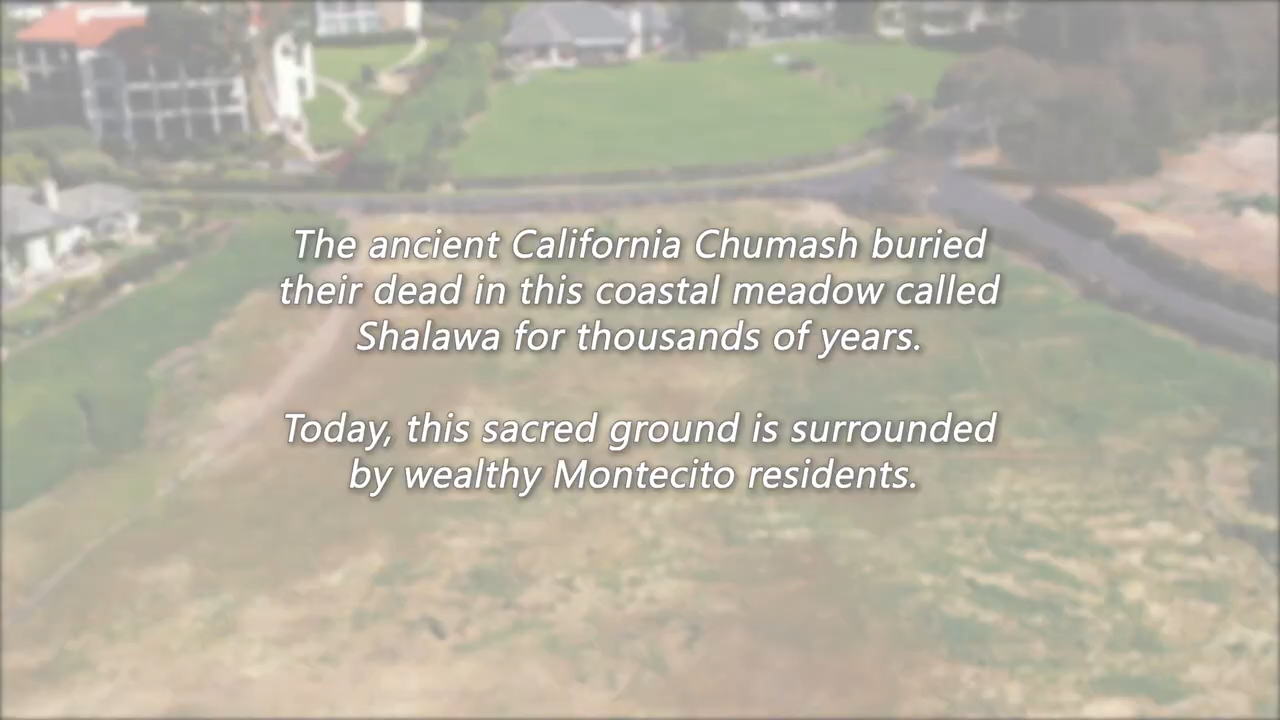 The ancient California Chumash buried
their dead in this coastal meadow called
Shalawa for thousands of years.
Today, this sacred ground is surrounded
by wealthy Montecito residents.